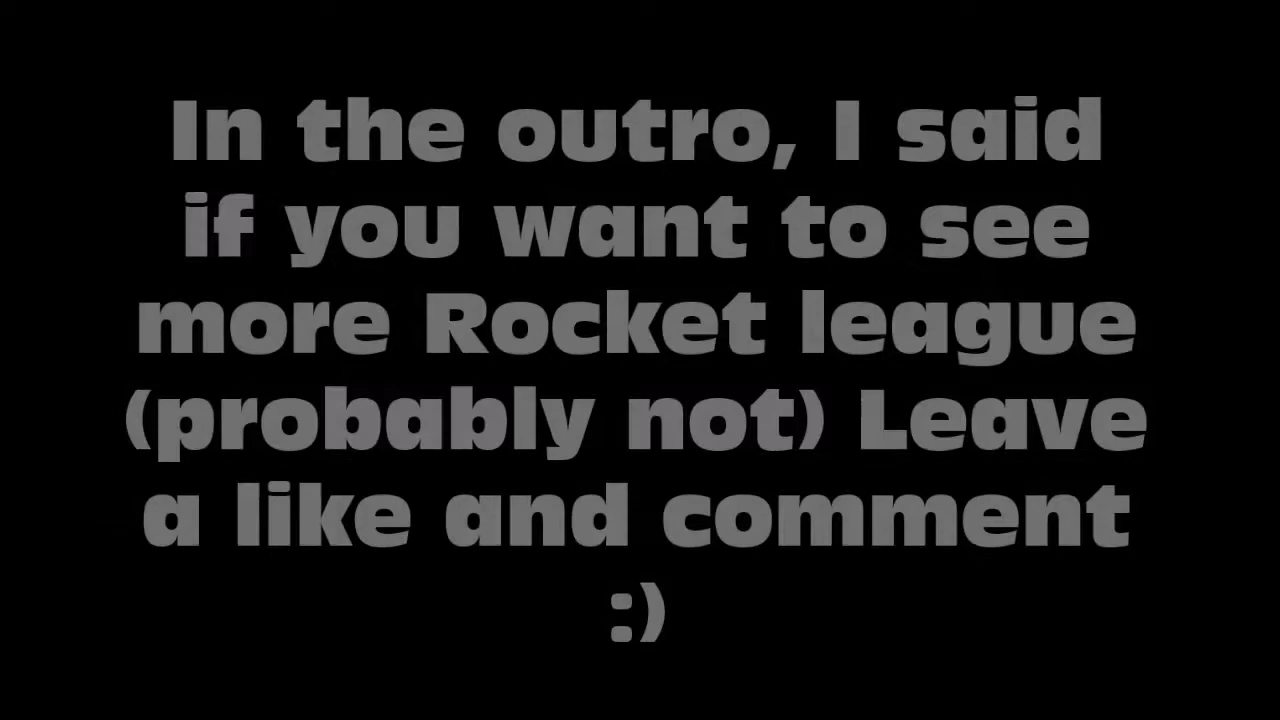 In the outro, I said
if you want to see
more Rocket league
(probably not) Leave
a like and comment
:)